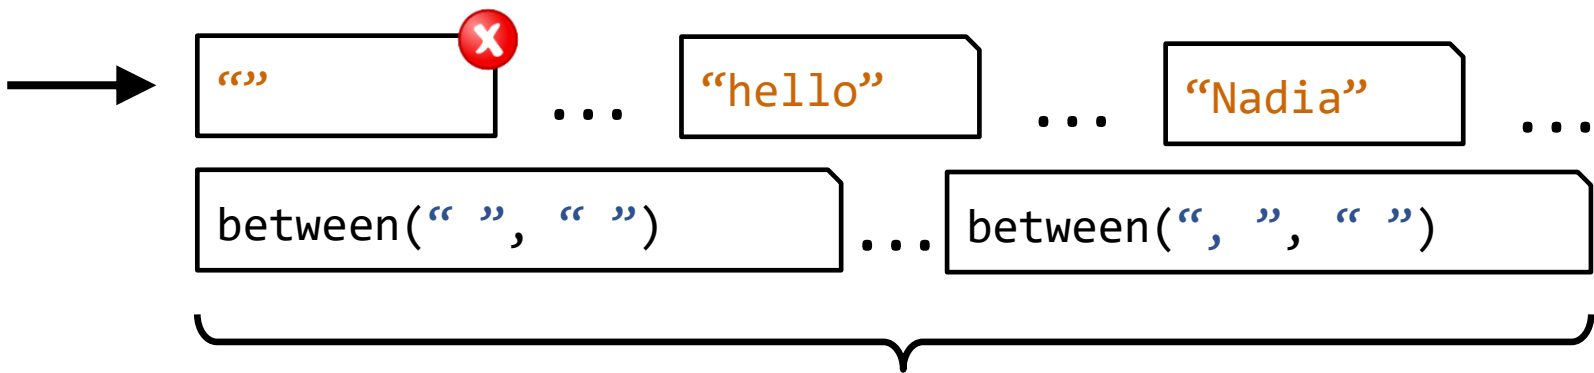 “” ... “hello” ... “Nadia” ...
between(“ ”, “ ”) ... between(“, ”, “ ”)